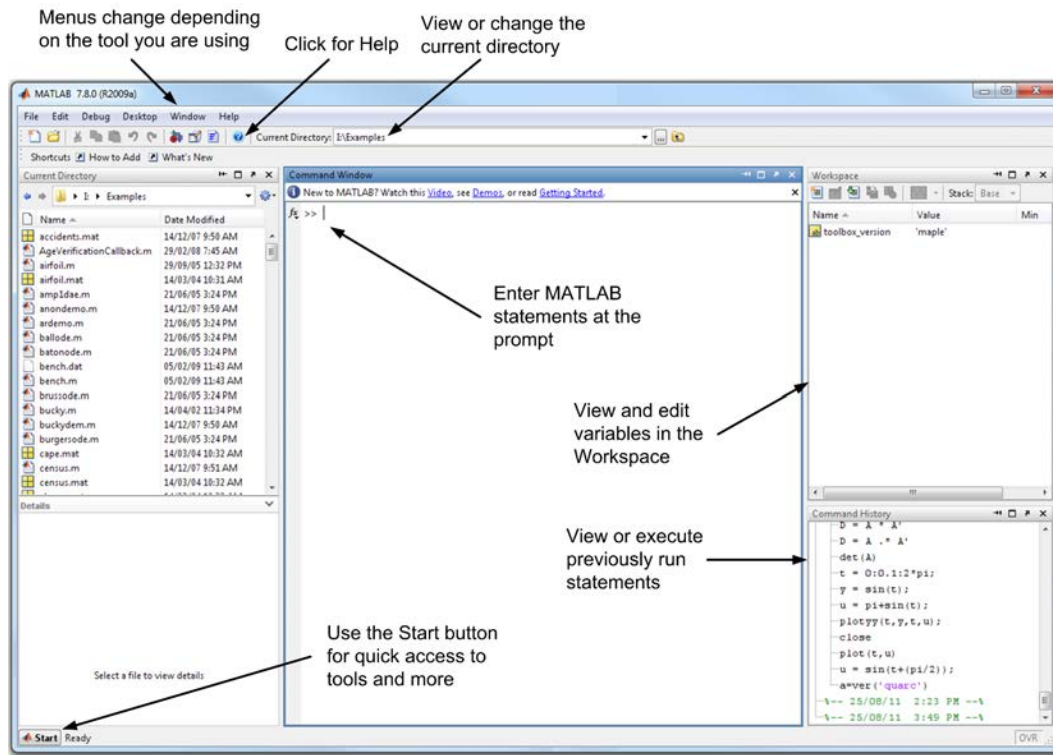 Menus change depending
on the tool you are using
Click for Help
View or change the
current directory
MATLAB 7.8.0 (R2009a)
File Edit Debug Desktop Window Help
Current Directory: I:\Examples
Shortcuts How to Add What's New
Current Directory
I: Examples
Name Date Modified
accidents.mat 14/12/07 9:50 AM
AgeVerificationCallback.m 29/02/08 7:45 AM
airfoil.m 29/09/05 12:32 PM
airfoil.mat 14/03/04 10:31 AM
amp1dae.m 21/06/05 3:24 PM
anondemo.m 14/12/07 9:50 AM
ardemo.m 21/06/05 3:24 PM
ballode.m 21/06/05 3:24 PM
batonode.m 21/06/05 3:24 PM
bench.dat 05/02/09 11:43 AM
bench.m 05/02/09 11:43 AM
brussode.m 21/06/05 3:24 PM
bucky.m 14/04/02 11:34 PM
buckydem.m 14/12/07 9:50 AM
burgersode.m 21/06/05 3:24 PM
cape.mat 14/03/04 10:32 AM
census.m 14/12/07 9:51 AM
census.mat 14/03/04 10:32 AM
Details
Select a file to view details
Command Window
New to MATLAB? Watch this Video, see Demos, or read Getting Started.
fx >>
Enter MATLAB
statements at the
prompt
View and edit
variables in the
Workspace
View or execute
previously run
statements
Use the Start button
for quick access to
tools and more
Workspace
Stack: Base
Name Value Min
toolbox_version 'maple'
Command History
D = A * A'
D = A .* A'
det(A)
t = 0:0.1:2*pi;
y = sin(t);
u = pi+sin(t);
plotyy(t,y,t,u);
close
plot(t,u)
u = sin(t+(pi/2));
a=ver('quarc')
%-- 25/08/11 2:23 PM --%
%-- 25/08/11 3:49 PM --%
Start Ready
OVR